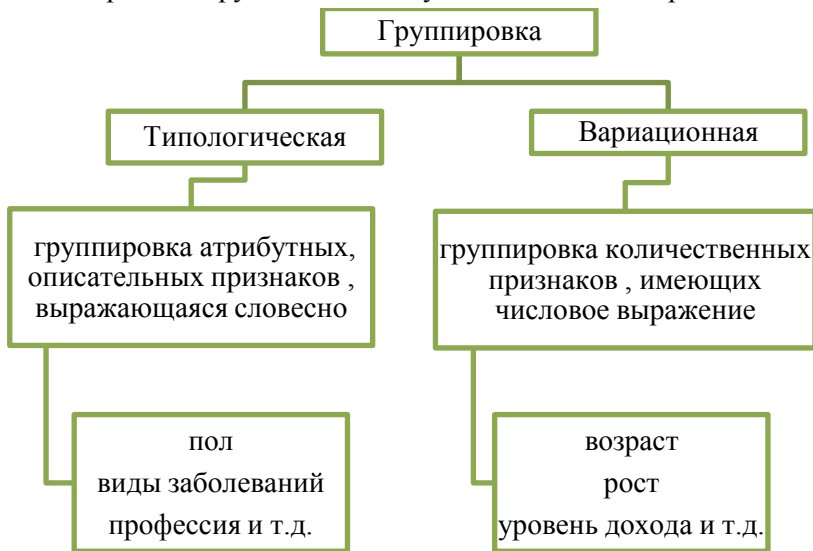 Группировка
Типологическая
Вариационная
группировка атрибутных,
описательных признаков ,
выражающаяся словесно
группировка количественных
признаков , имеющих
числовое выражение
пол
виды заболеваний
профессия и т.д.
возраст
рост
уровень дохода и т.д.